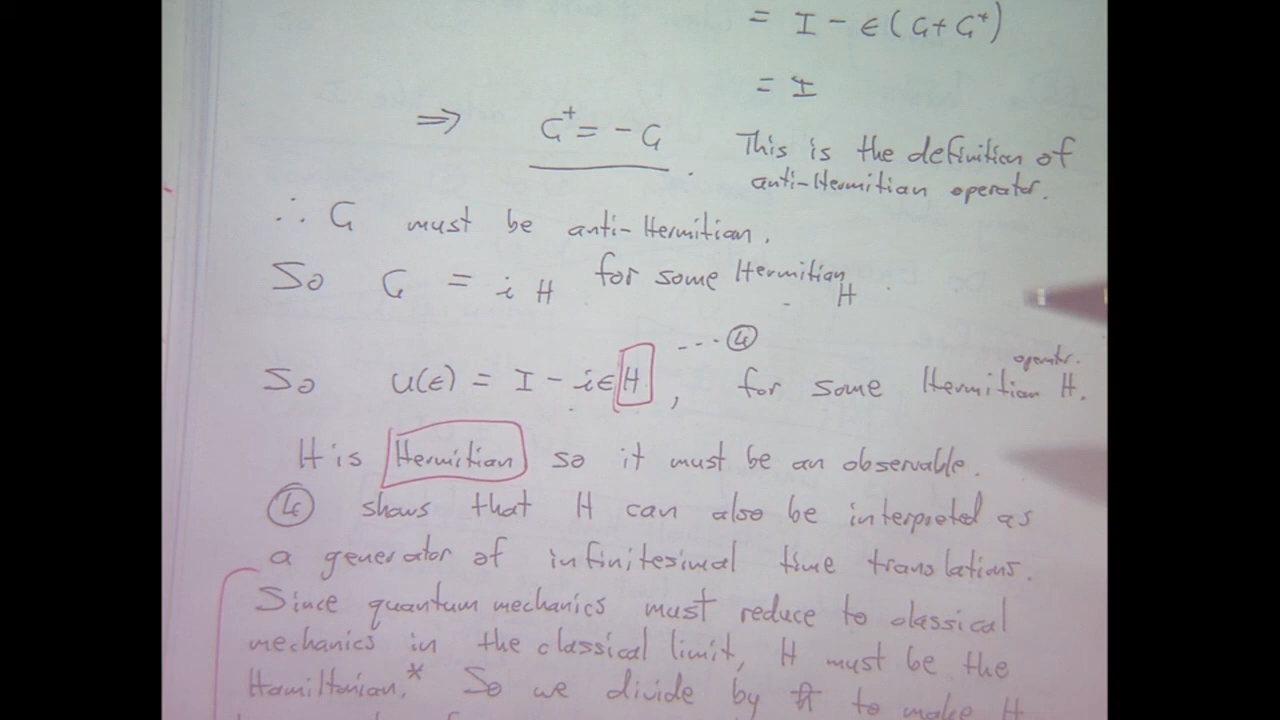 = I - ϵ(G+G⁺)
= I
⇒ G⁺ = -G. This is the definition of
anti-Hermitian operator.
∴ G must be anti-Hermitian.
So G = iH for some Hermitian
H.
---④
So U(ϵ) = I - iϵH, for some Hermitian operator H.
H is Hermitian so it must be an observable.
④ shows that H can also be interpreted as
a generator of infinitesimal time translations.
Since quantum mechanics must reduce to classical
mechanics in the classical limit, H must be the
Hamiltonian.* So we divide by ħ to make H